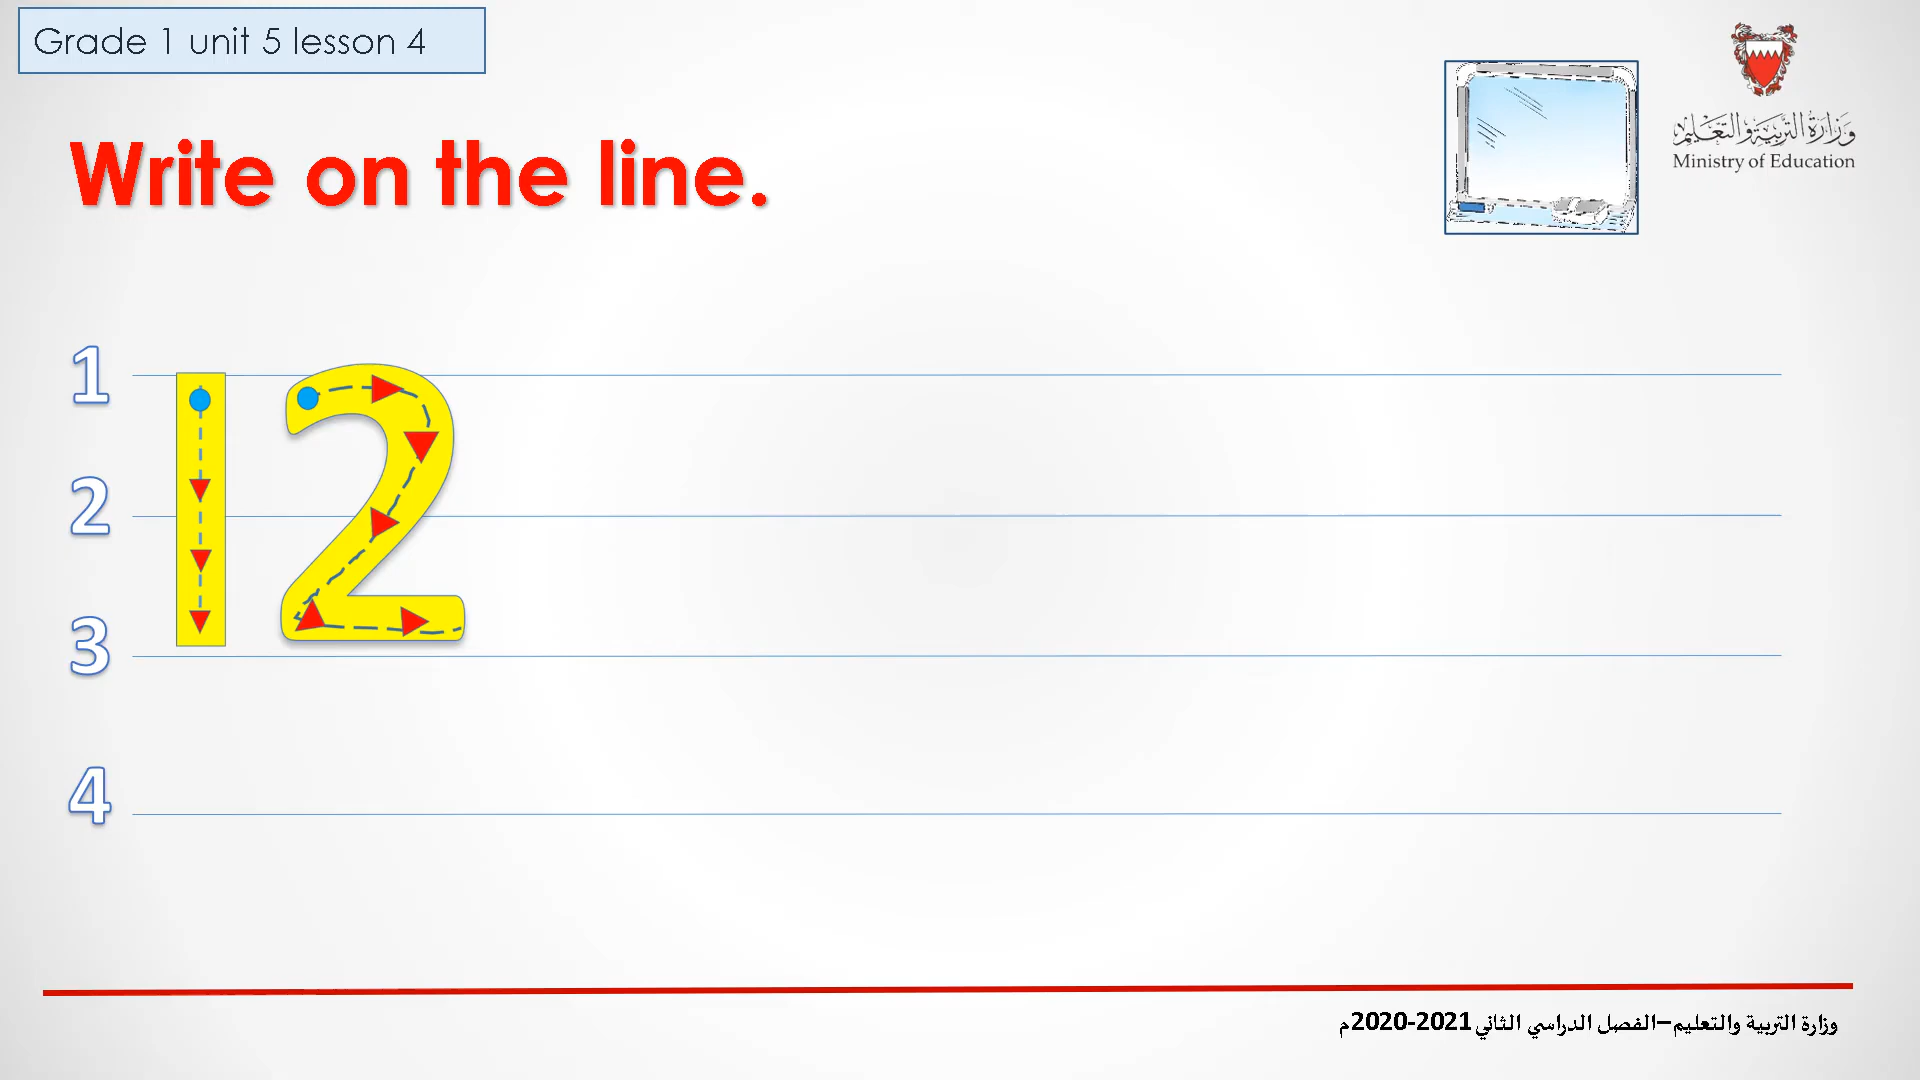 Grade 1 unit 5 lesson 4
وزارة التربية والتعليم
Ministry of Education
Write on the line.
1
12
2
3
4
وزارة التربية والتعليم–الفصل الدراسي الثاني 2020-2021م